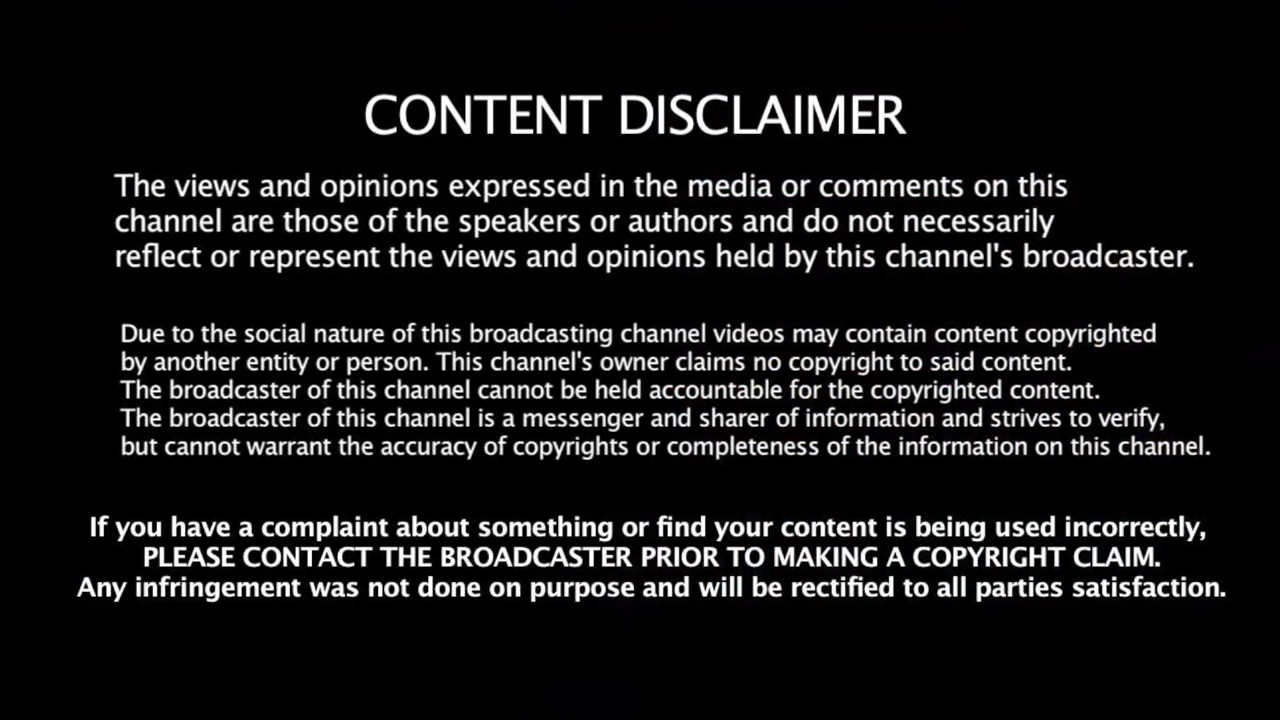 CONTENT DISCLAIMER
The views and opinions expressed in the media or comments on this
channel are those of the speakers or authors and do not necessarily
reflect or represent the views and opinions held by this channel's broadcaster.
Due to the social nature of this broadcasting channel videos may contain content copyrighted
by another entity or person. This channel's owner claims no copyright to said content.
The broadcaster of this channel cannot be held accountable for the copyrighted content.
The broadcaster of this channel is a messenger and sharer of information and strives to verify,
but cannot warrant the accuracy of copyrights or completeness of the information on this channel.
If you have a complaint about something or find your content is being used incorrectly,
PLEASE CONTACT THE BROADCASTER PRIOR TO MAKING A COPYRIGHT CLAIM.
Any infringement was not done on purpose and will be rectified to all parties satisfaction.